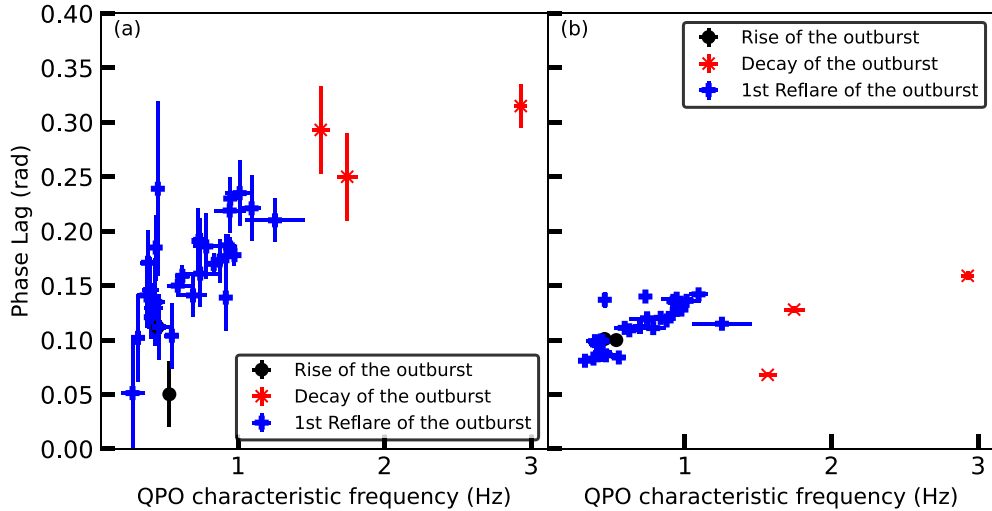 (a)
Phase Lag (rad)
0.40
0.35
0.30
0.25
0.20
0.15
0.10
0.05
0.00
Rise of the outburst
Decay of the outburst
1st Reflare of the outburst
1
2
3
QPO characteristic frequency (Hz)
(b)
Rise of the outburst
Decay of the outburst
1st Reflare of the outburst
1
2
3
QPO characteristic frequency (Hz)